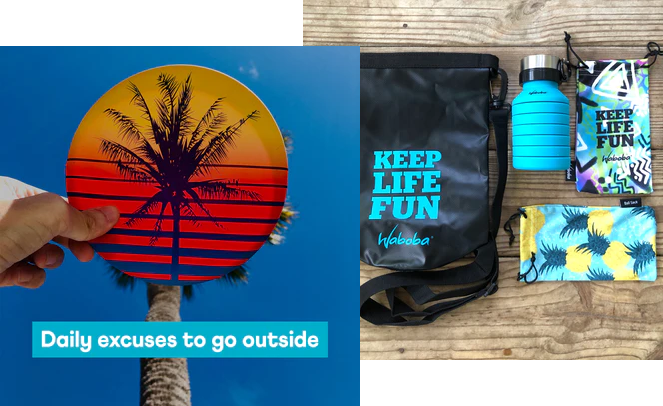 Daily excuses to go outside
KEEP
LIFE
FUN
waboba
KEEP
LIFE
FUN
waboba